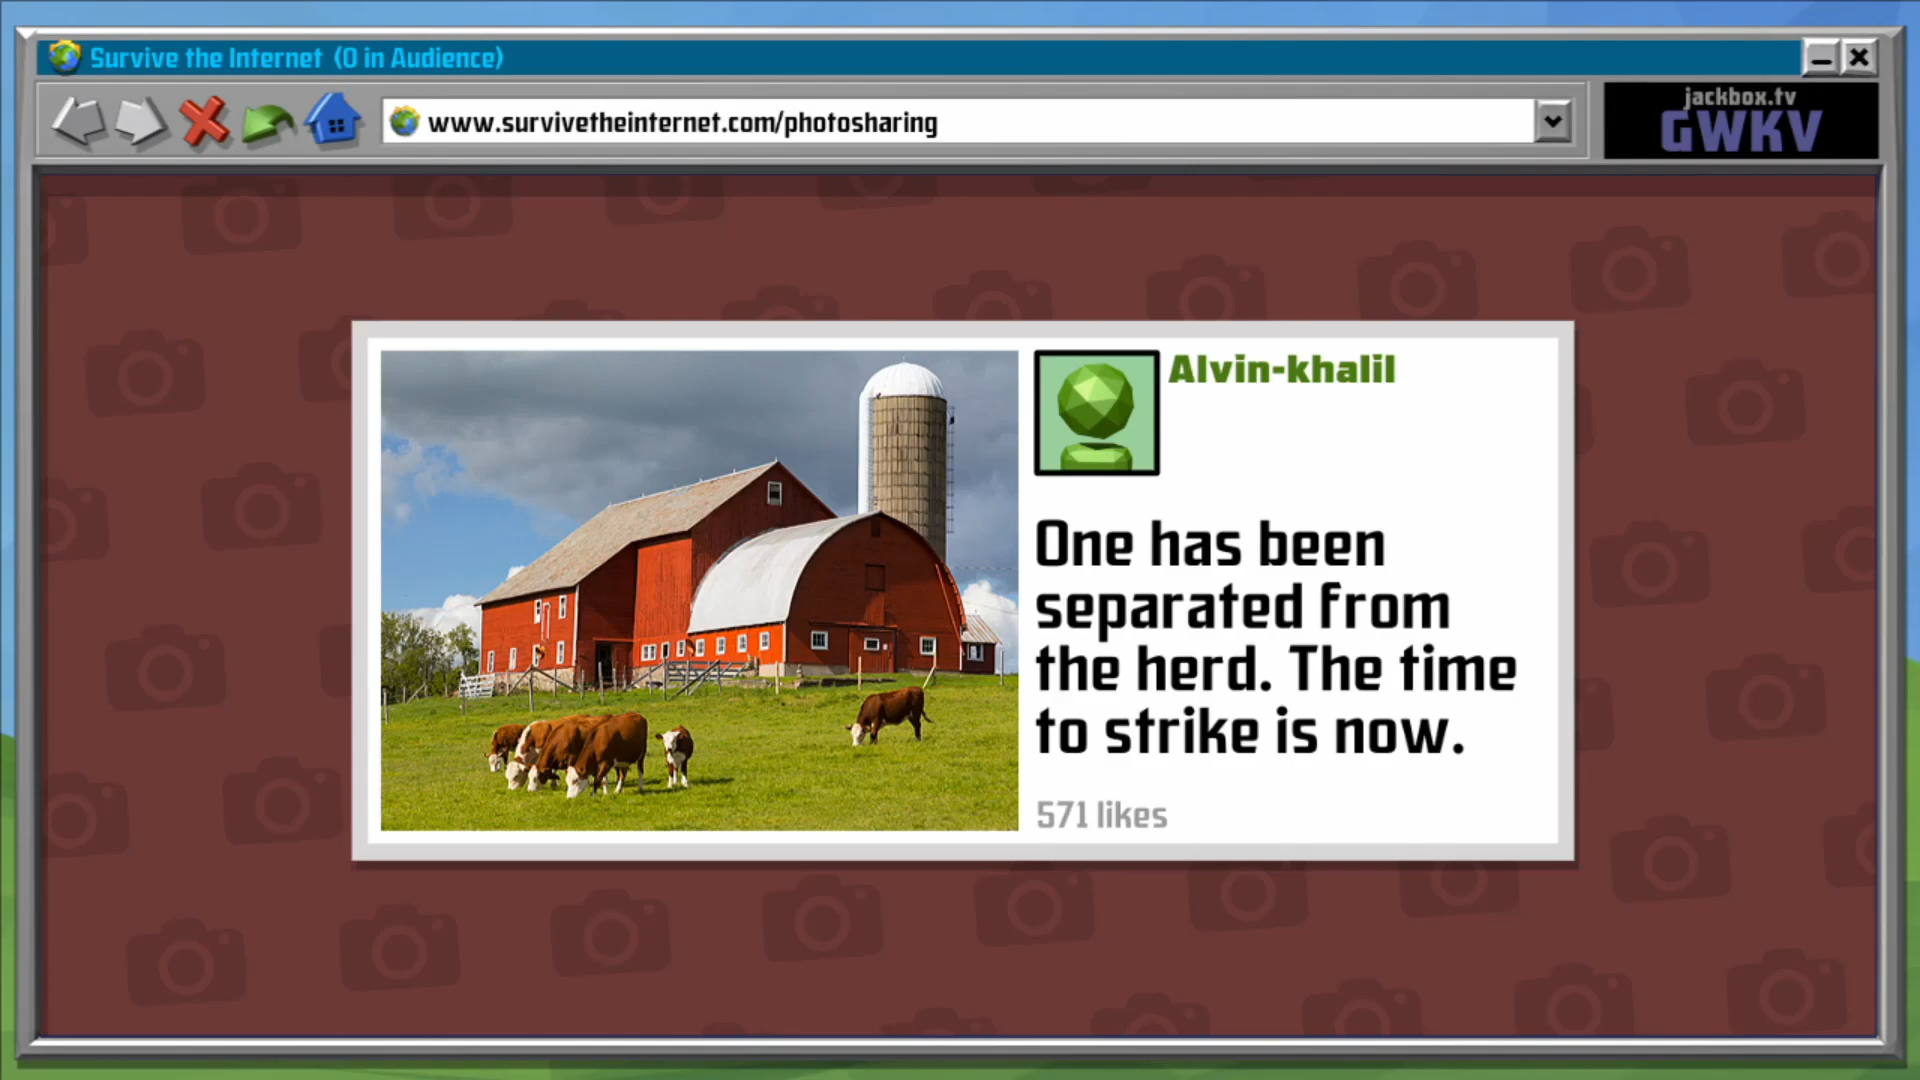 Survive the Internet (0 in Audience)
www.survivetheinternet.com/photosharing
jackbox.tv
GWKV
Alvin-khalil
One has been
separated from
the herd. The time
to strike is now.
571 likes